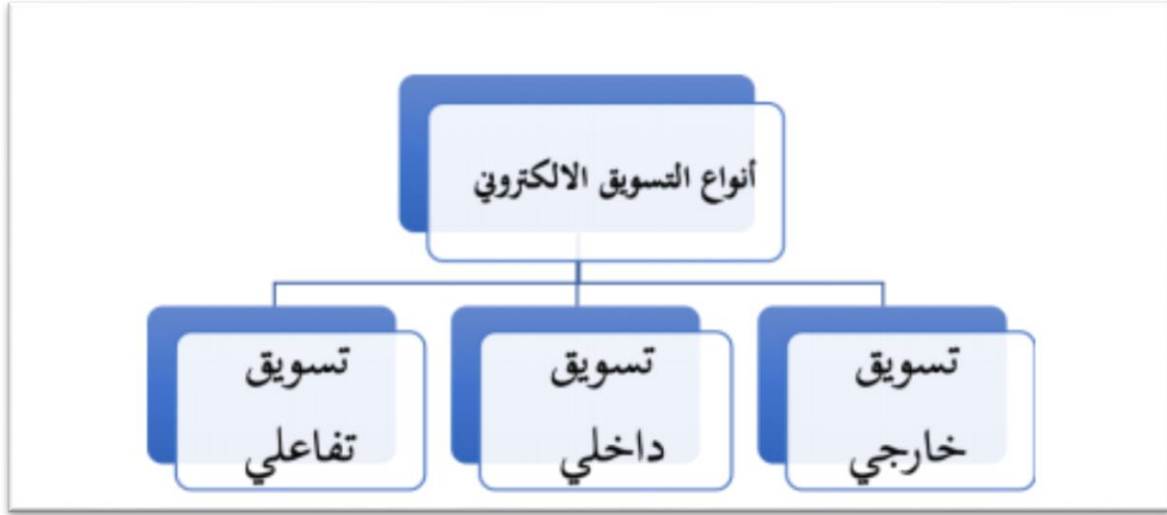 أنواع التسويق الالكتروني
تسويق
خارجي
تسويق
داخلي
تسويق
تفاعلي